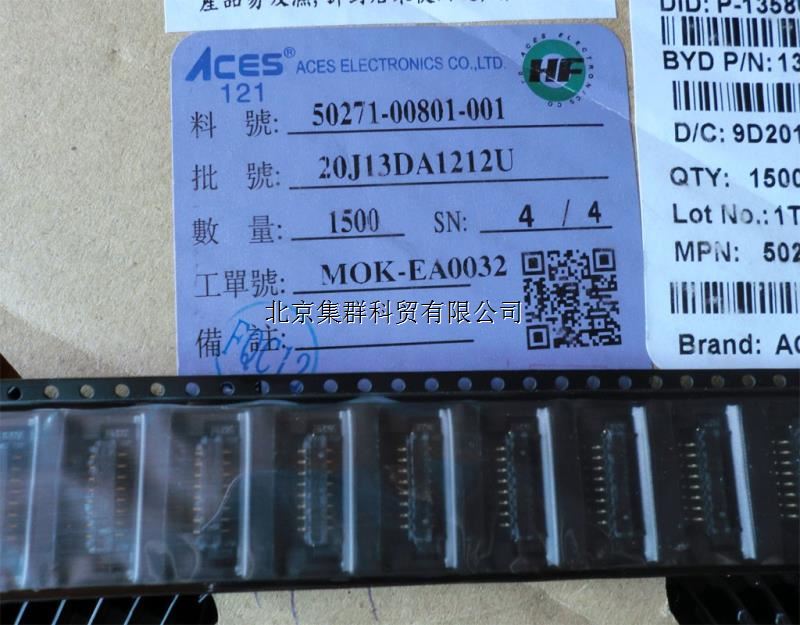 ACES® ACES ELECTRONICS CO.,LTD.
121
HF
料 號: 50271-00801-001
批 號: 20J13DA1212U
數 量: 1500 SN: 4 / 4
工單號: MOK-EA0032
備 註:
北京集群科贸有限公司
DID: P-1358
BYD P/N: 13
D/C: 9D201
QTY: 1500
Lot No.: 1T
MPN: 502
Brand: AC